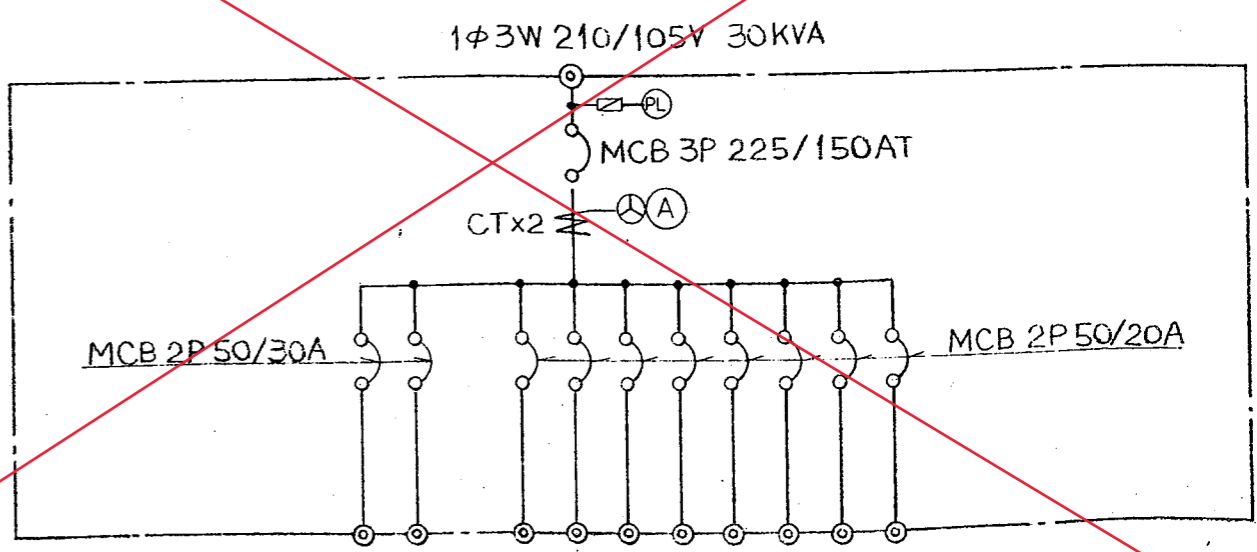 1Φ3W 210/105V 30KVA
PL
MCB 3P 225/150AT
CTx2
A
MCB 2P 50/30A
MCB 2P 50/20A